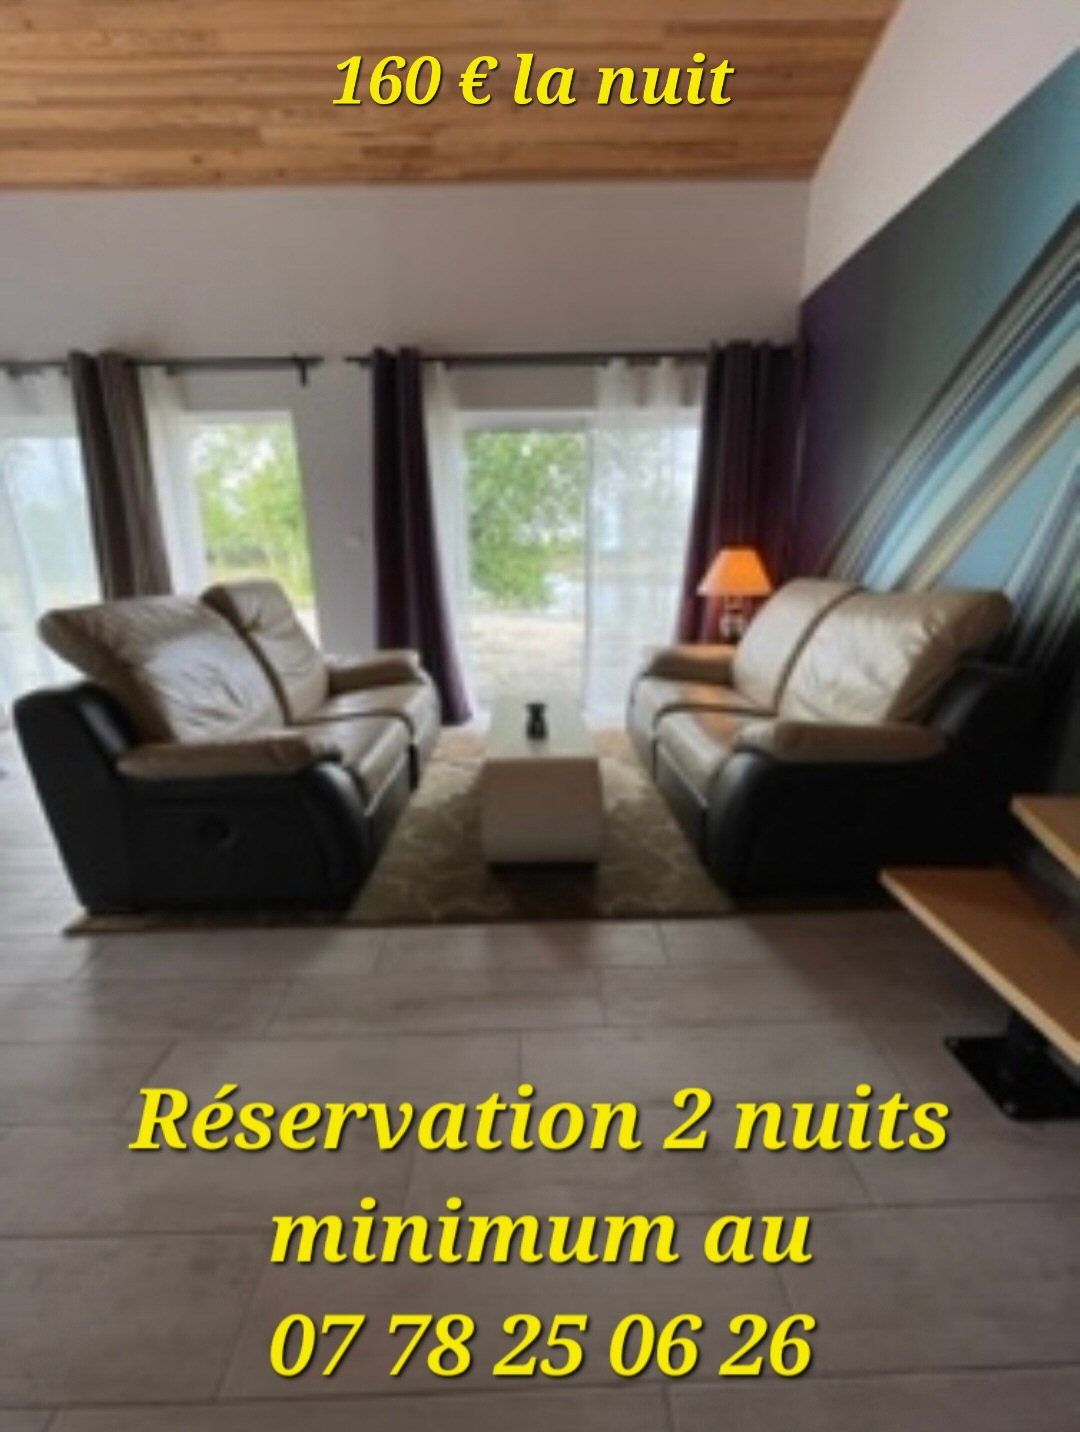 160 € la nuit
Réservation 2 nuits
minimum au
07 78 25 06 26